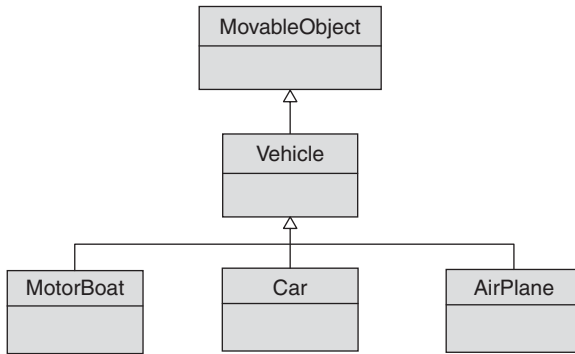 MovableObject
Vehicle
MotorBoat
Car
AirPlane